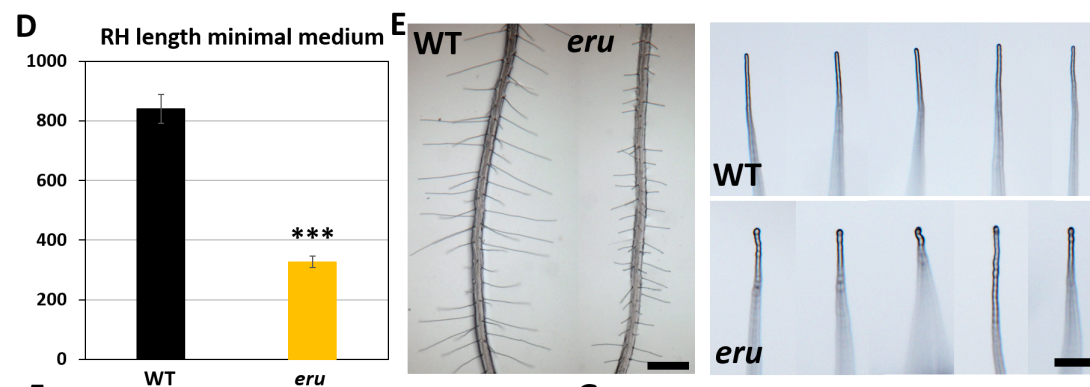 D
RH length minimal medium
1000
800
600
400
200
0
***
WT
eru
E
WT
eru
WT
eru